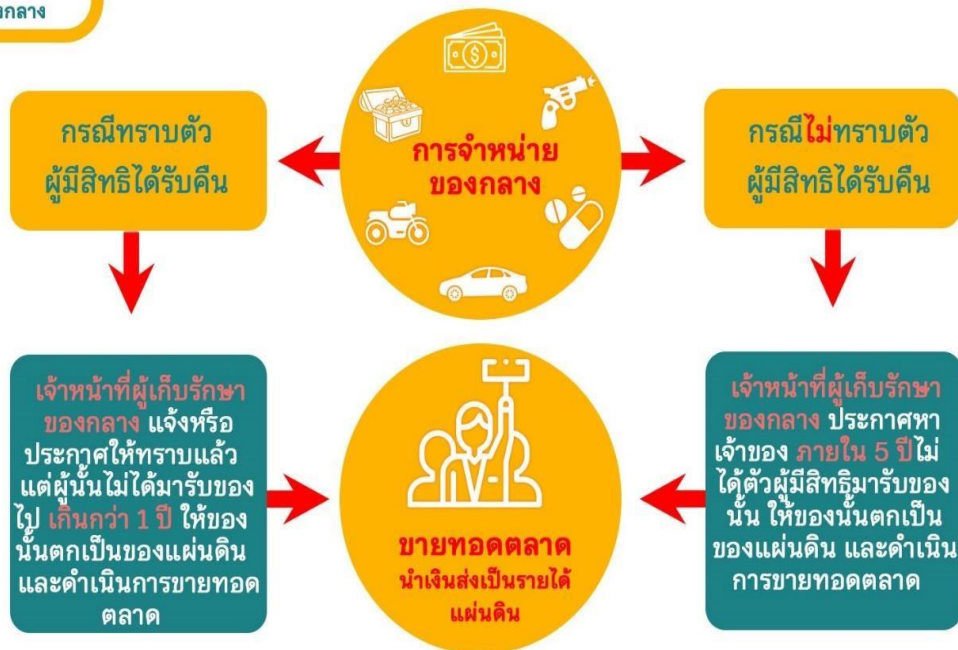 กรณีทราบตัว
ผู้มีสิทธิได้รับคืน
การจำหน่าย
ของกลาง
กรณีไม่ทราบตัว
ผู้มีสิทธิได้รับคืน
เจ้าหน้าที่ผู้เก็บรักษา
ของกลาง แจ้งหรือ
ประกาศให้ทราบแล้ว
แต่ผู้นั้นไม่ได้มารับของ
ไป เกินกว่า 1 ปี ให้ของ
นั้นตกเป็นของแผ่นดิน
และดำเนินการขายทอด
ตลาด
ขายทอดตลาด
นำเงินส่งเป็นรายได้
แผ่นดิน
เจ้าหน้าที่ผู้เก็บรักษา
ของกลาง ประกาศหา
เจ้าของ ภายใน 5 ปีไม่
ได้ตัวผู้มีสิทธิมารับของ
นั้น ให้ของนั้นตกเป็น
ของแผ่นดิน และดำเนิน
การขายทอดตลาด